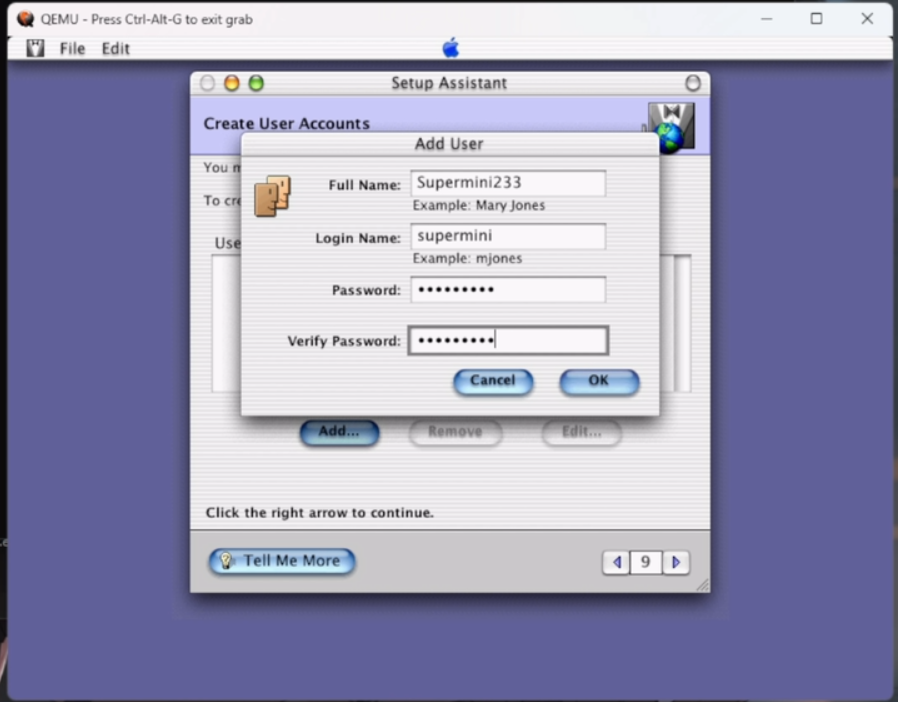 QEMU - Press Ctrl-Alt-G to exit grab
File Edit
Setup Assistant
Create User Accounts
Add User
You
Full Name: Supermini233
Example: Mary Jones
To cre
Login Name: supermini
Example: mjones
Use
Password: •••••••••
Verify Password: •••••••••
Cancel OK
Add... Remove Edit...
Click the right arrow to continue.
Tell Me More
9